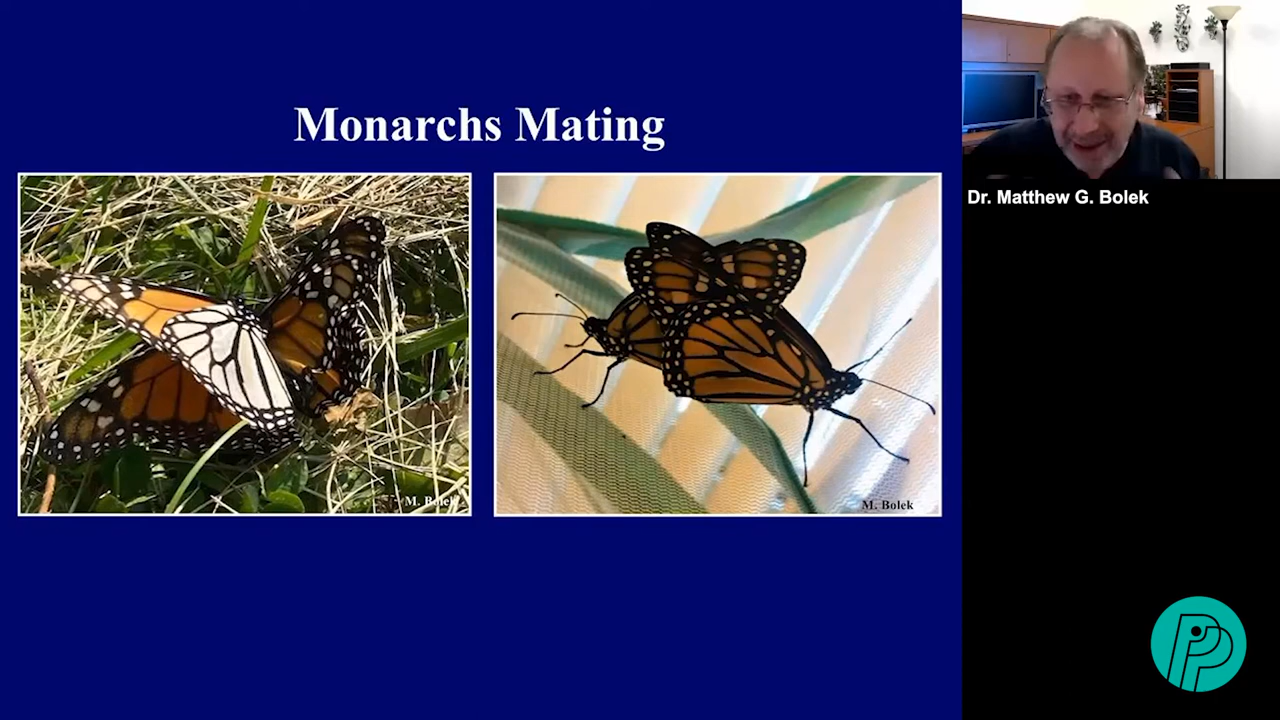 Monarchs Mating
Dr. Matthew G. Bolek
M. Bolek
M. Bolek